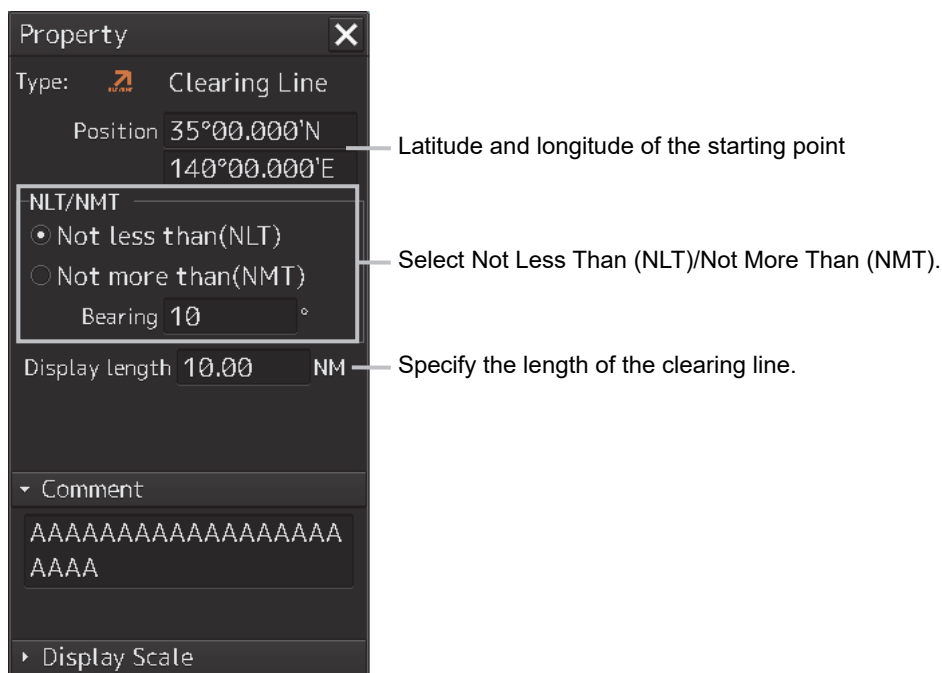 Property
Type: Clearing Line
Position 35°00.000'N
140°00.000'E
Latitude and longitude of the starting point
NLT/NMT
Not less than(NLT)
Not more than(NMT)
Bearing 10 °
Select Not Less Than (NLT)/Not More Than (NMT).
Display length 10.00 NM
Specify the length of the clearing line.
Comment
AAAAAAAAAAAAAAAAAA
AAAA
Display Scale